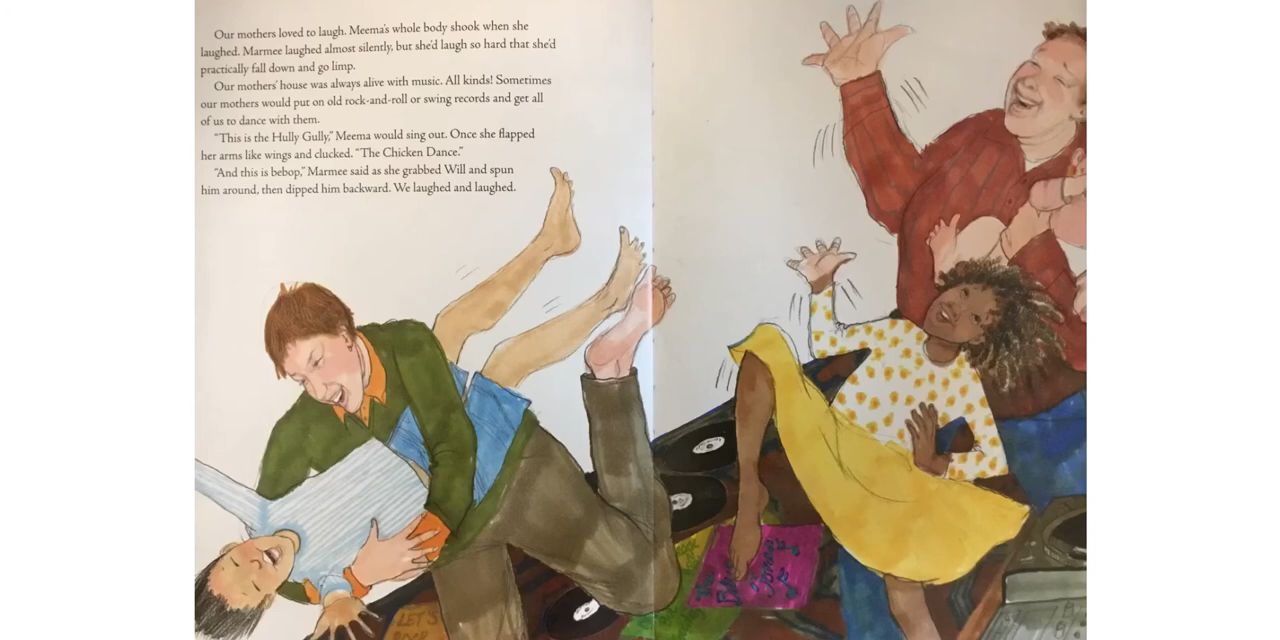 Our mothers loved to laugh. Meema's whole body shook when she
laughed. Marmee laughed almost silently, but she'd laugh so hard that she'd
practically fall down and go limp.
Our mothers' house was always alive with music. All kinds! Sometimes
our mothers would put on old rock-and-roll or swing records and get all
of us to dance with them.
"This is the Hully Gully," Meema would sing out. Once she flapped
her arms like wings and clucked. "The Chicken Dance."
"And this is bebop," Marmee said as she grabbed Will and spun
him around, then dipped him backward. We laughed and laughed.
LET'S
The